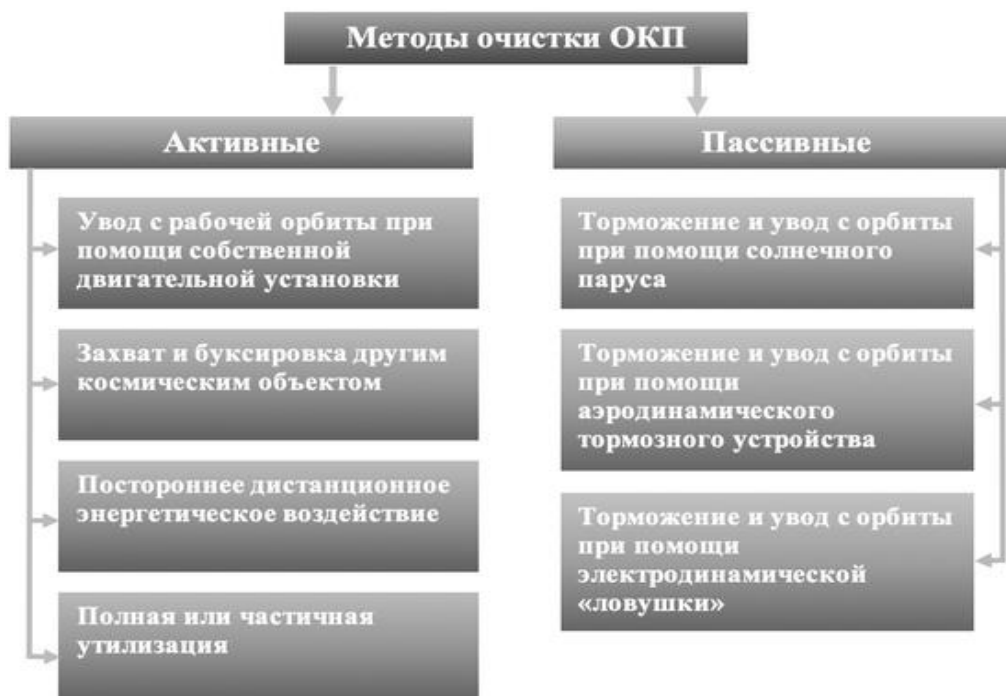 Методы очистки ОКП
Активные
Увод с рабочей орбиты при
помощи собственной
двигательной установки
Захват и буксировка другим
космическим объектом
Постороннее дистанционное
энергетическое воздействие
Полная или частичная
утилизация
Пассивные
Торможение и увод с орбиты
при помощи солнечного
паруса
Торможение и увод с орбиты
при помощи
аэродинамического
тормозного устройства
Торможение и увод с орбиты
при помощи
электродинамической
«ловушки»